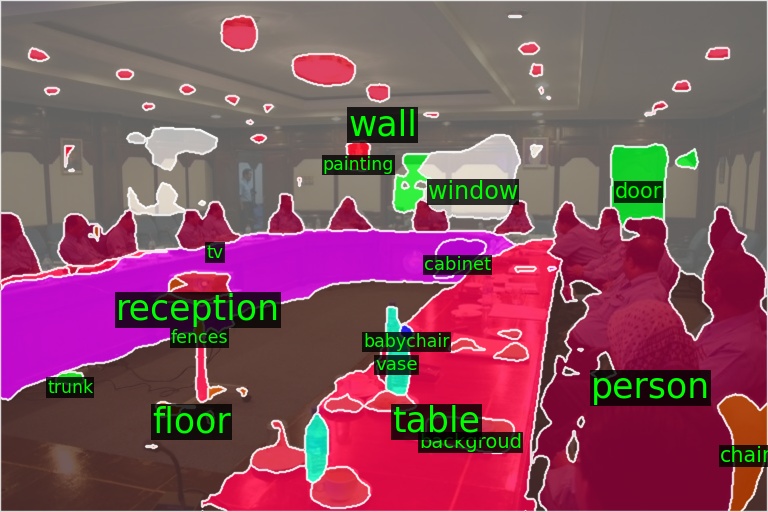 wall
painting
window
door
tv
cabinet
reception
fences
babychair
vase
trunk
person
floor
table
backgroud
chair